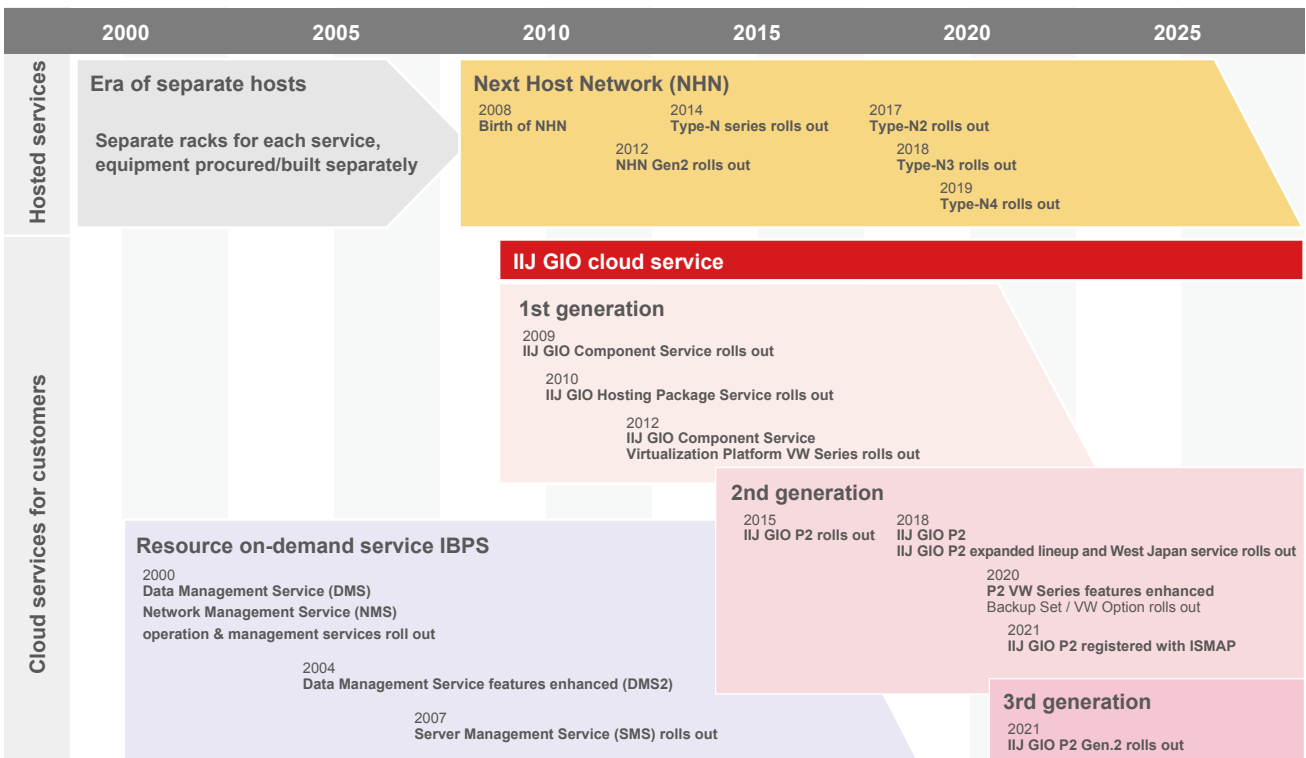 2000 2005 2010 2015 2020 2025
Hosted services
Era of separate hosts
Separate racks for each service,
equipment procured/built separately
Next Host Network (NHN)
2008
Birth of NHN
2012
NHN Gen2 rolls out
2014
Type-N series rolls out
2017
Type-N2 rolls out
2018
Type-N3 rolls out
2019
Type-N4 rolls out
Cloud services for customers
IIJ GIO cloud service
1st generation
2009
IIJ GIO Component Service rolls out
2010
IIJ GIO Hosting Package Service rolls out
2012
IIJ GIO Component Service
Virtualization Platform VW Series rolls out
2nd generation
2015
IIJ GIO P2 rolls out
2018
IIJ GIO P2
IIJ GIO P2 expanded lineup and West Japan service rolls out
2020
P2 VW Series features enhanced
Backup Set / VW Option rolls out
2021
IIJ GIO P2 registered with ISMAP
Resource on-demand service IBPS
2000
Data Management Service (DMS)
Network Management Service (NMS)
operation & management services roll out
2004
Data Management Service features enhanced (DMS2)
2007
Server Management Service (SMS) rolls out
3rd generation
2021
IIJ GIO P2 Gen.2 rolls out